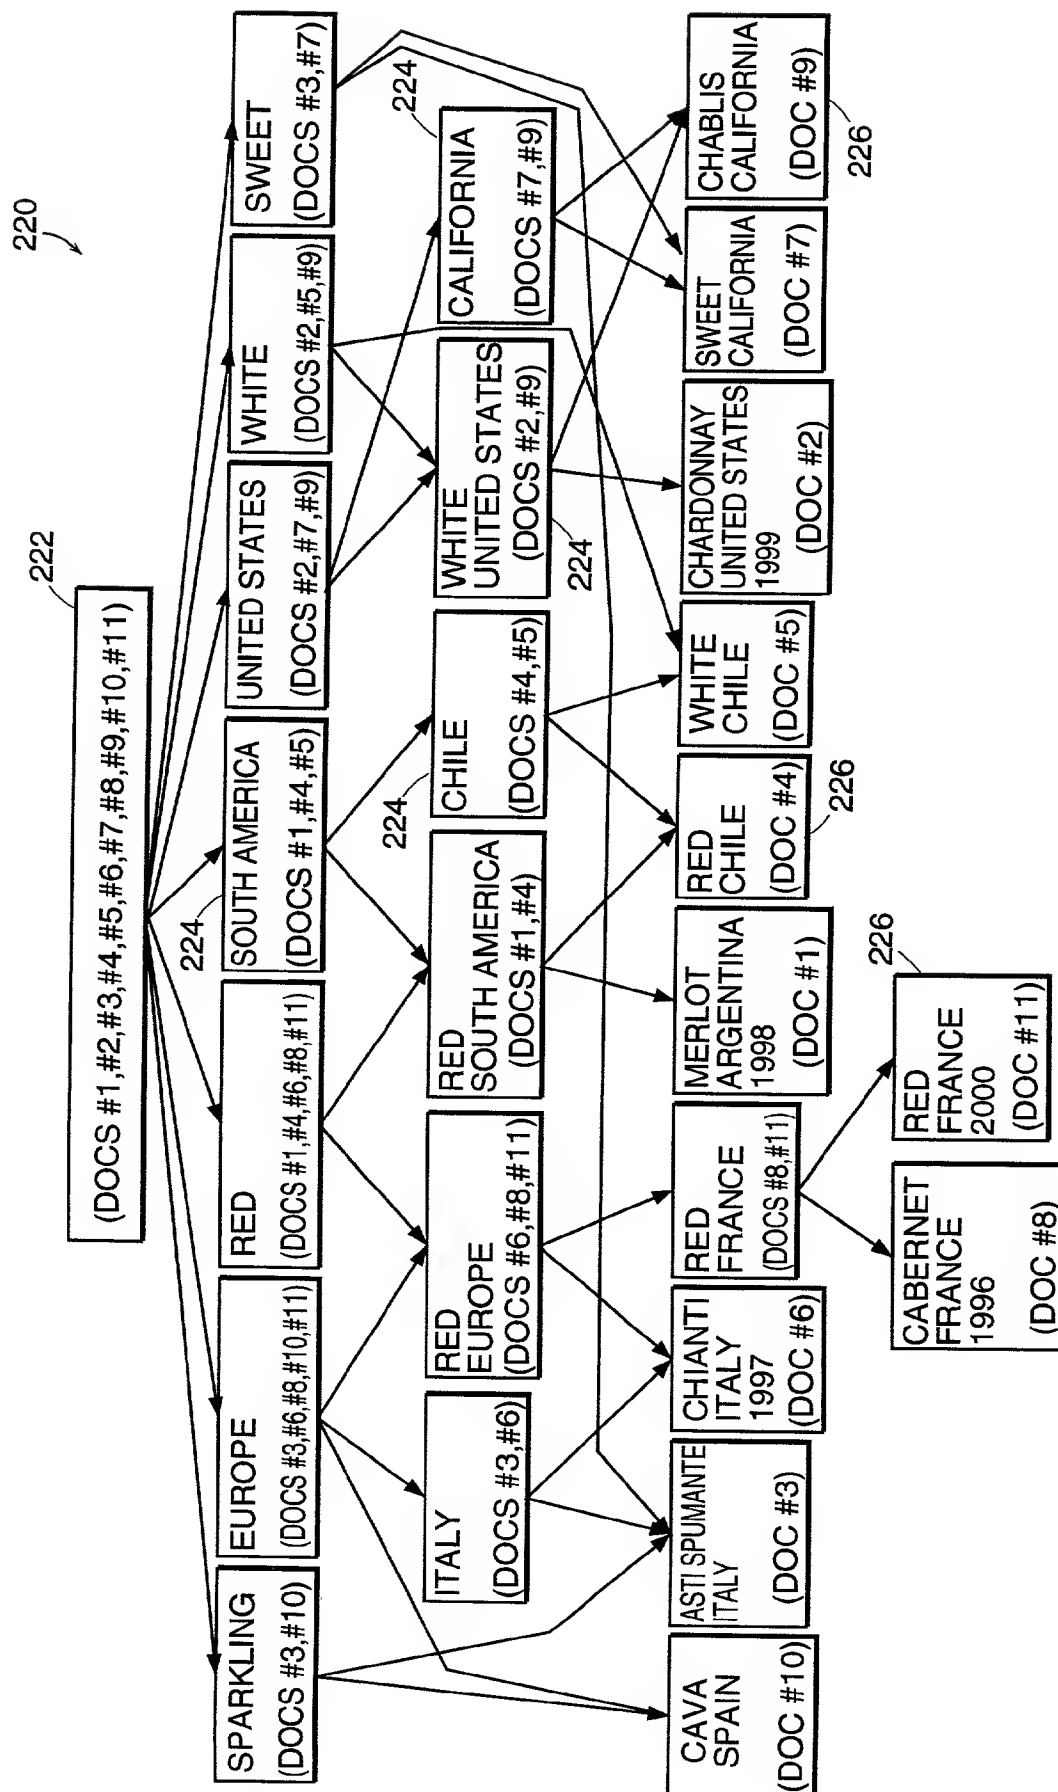 220
222
(DOCS #1,#2,#3,#4,#5,#6,#7,#8,#9,#10,#11)
SPARKLING
(DOCS #3,#10)
EUROPE
(DOCS #3,#6,#8,#10,#11)
RED
(DOCS #1,#4,#6,#8,#11)
224
SOUTH AMERICA
(DOCS #1,#4,#5)
UNITED STATES
(DOCS #2,#7,#9)
WHITE
(DOCS #2,#5,#9)
SWEET
(DOCS #3,#7)
ITALY
(DOCS #3,#6)
RED
EUROPE
(DOCS #6,#8,#11)
RED
SOUTH AMERICA
(DOCS #1,#4)
224
CHILE
(DOCS #4,#5)
WHITE
UNITED STATES
(DOCS #2,#9)
224
224
CALIFORNIA
(DOCS #7,#9)
CAVA
SPAIN
(DOC #10)
ASTI SPUMANTE
ITALY
(DOC #3)
CHIANTI
ITALY
1997
(DOC #6)
RED
FRANCE
(DOCS #8,#11)
MERLOT
ARGENTINA
1998
(DOC #1)
RED
CHILE
(DOC #4)
226
WHITE
CHILE
(DOC #5)
CHARDONNAY
UNITED STATES
1999
(DOC #2)
SWEET
CALIFORNIA
(DOC #7)
CHABLIS
CALIFORNIA
(DOC #9)
226
CABERNET
FRANCE
1996
(DOC #8)
226
RED
FRANCE
2000
(DOC #11)